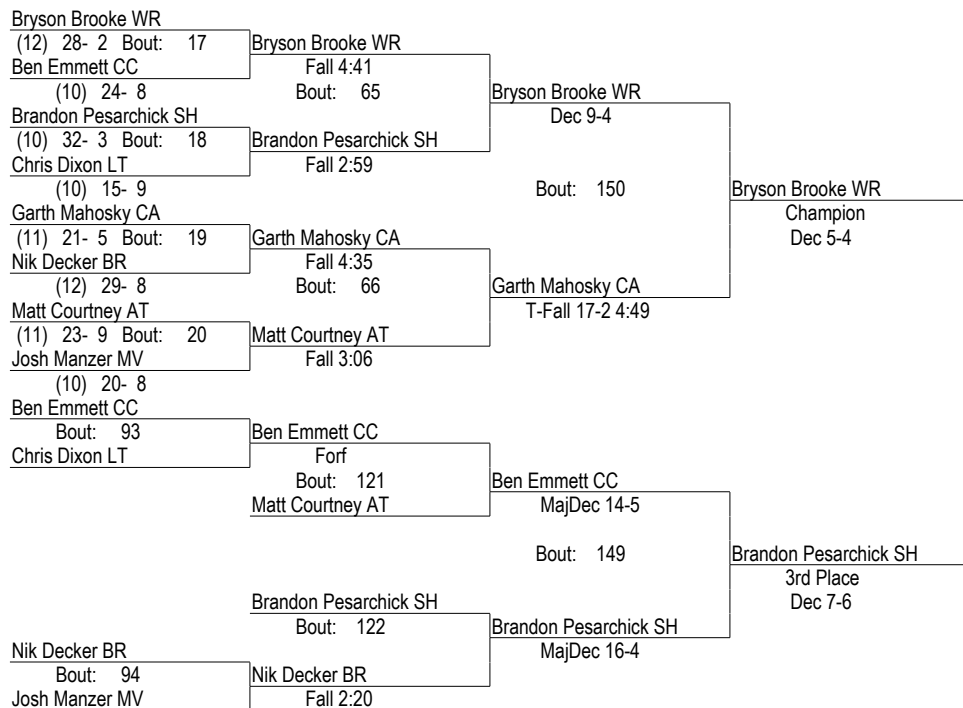 Bryson Brooke WR
(12) 28- 2 Bout: 17 Bryson Brooke WR
Ben Emmett CC Fall 4:41
(10) 24- 8 Bout: 65 Bryson Brooke WR
Brandon Pesarchick SH Dec 9-4
(10) 32- 3 Bout: 18 Brandon Pesarchick SH
Chris Dixon LT Fall 2:59
(10) 15- 9 Bout: 150 Bryson Brooke WR
Garth Mahosky CA Champion
(11) 21- 5 Bout: 19 Garth Mahosky CA Dec 5-4
Nik Decker BR Fall 4:35
(12) 29- 8 Bout: 66 Garth Mahosky CA
Matt Courtney AT T-Fall 17-2 4:49
(11) 23- 9 Bout: 20 Matt Courtney AT
Josh Manzer MV Fall 3:06
(10) 20- 8
Ben Emmett CC
Bout: 93 Ben Emmett CC
Chris Dixon LT Forf
Bout: 121 Ben Emmett CC
Matt Courtney AT MajDec 14-5
Bout: 149 Brandon Pesarchick SH
3rd Place
Brandon Pesarchick SH Dec 7-6
Bout: 122 Brandon Pesarchick SH
Nik Decker BR MajDec 16-4
Bout: 94 Nik Decker BR
Josh Manzer MV Fall 2:20